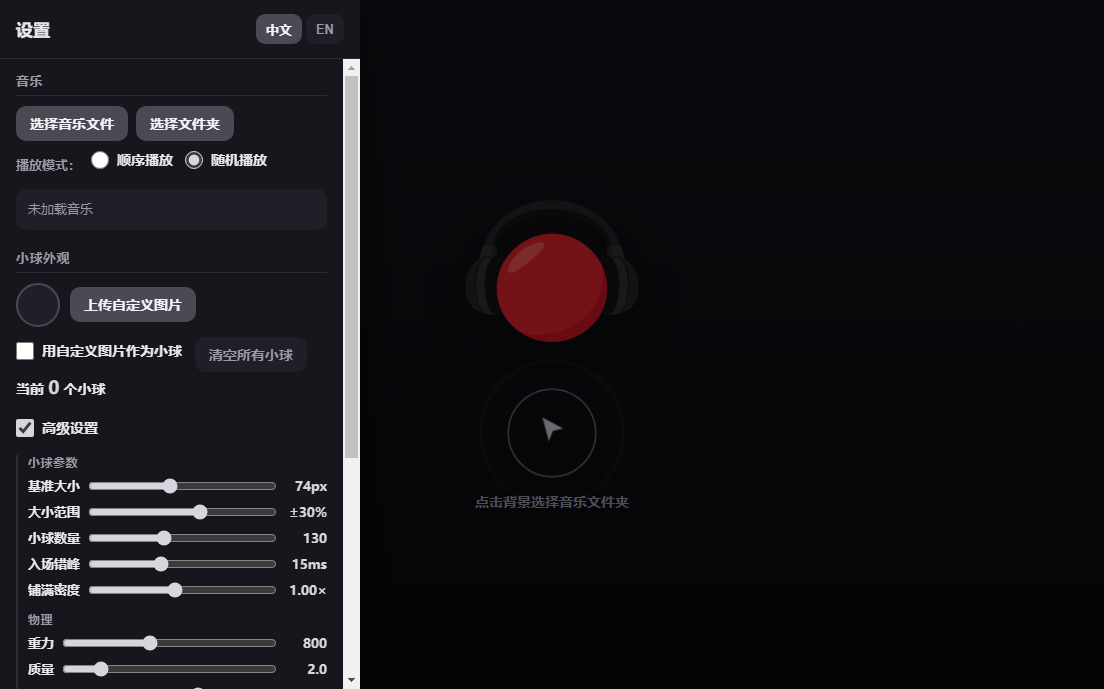 设置
中文 EN
音乐
选择音乐文件 选择文件夹
播放模式: 顺序播放 随机播放
未加载音乐
小球外观
上传自定义图片
用自定义图片作为小球 清空所有小球
当前 0 个小球
高级设置
小球参数
基准大小 74px
大小范围 ±30%
小球数量 130
入场错峰 15ms
铺满密度 1.00×
物理
重力 800
质量 2.0
点击背景选择音乐文件夹